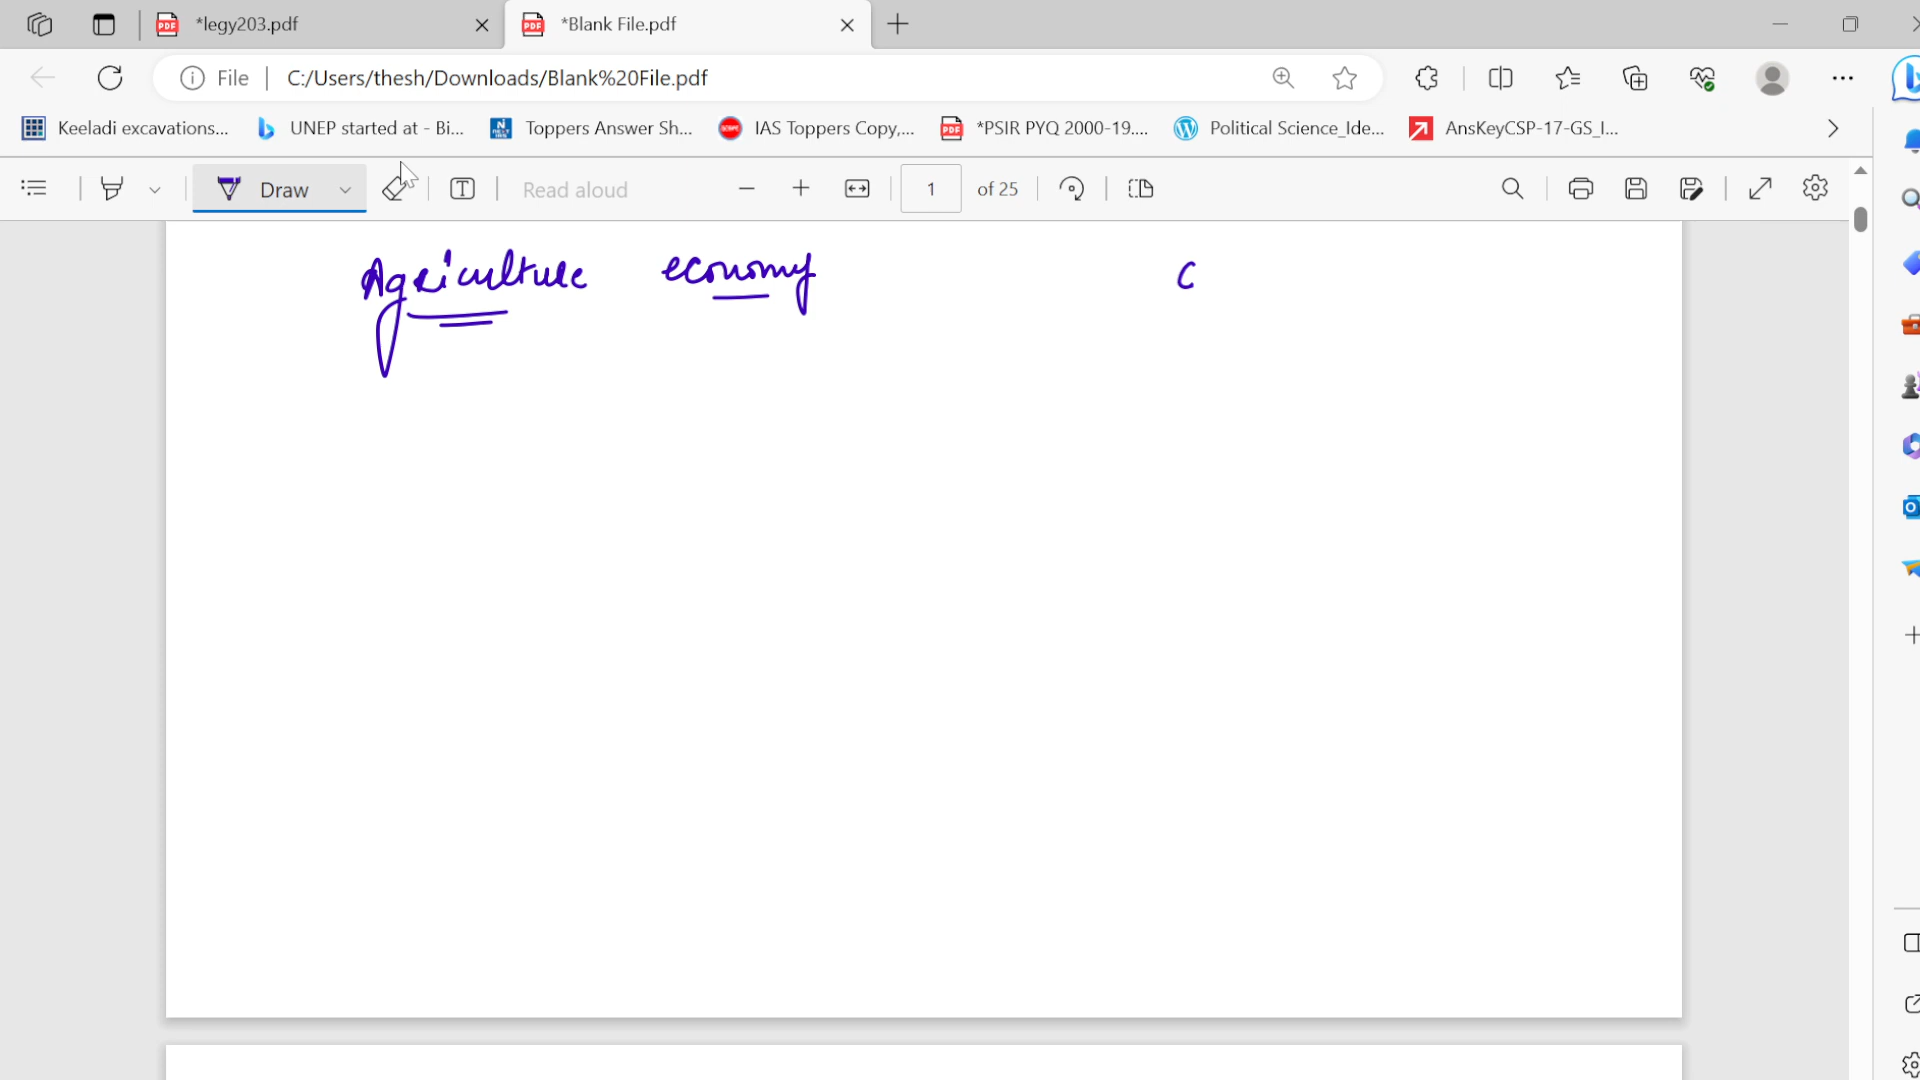 *legy203.pdf
*Blank File.pdf
File C:/Users/thesh/Downloads/Blank%20File.pdf
Keeladi excavations...
UNEP started at - Bi...
Toppers Answer Sh...
IAS Toppers Copy,...
*PSIR PYQ 2000-19....
Political Science_Ide...
AnsKeyCSP-17-GS_I...
Draw
Read aloud
1 of 25
Agriculture economy C